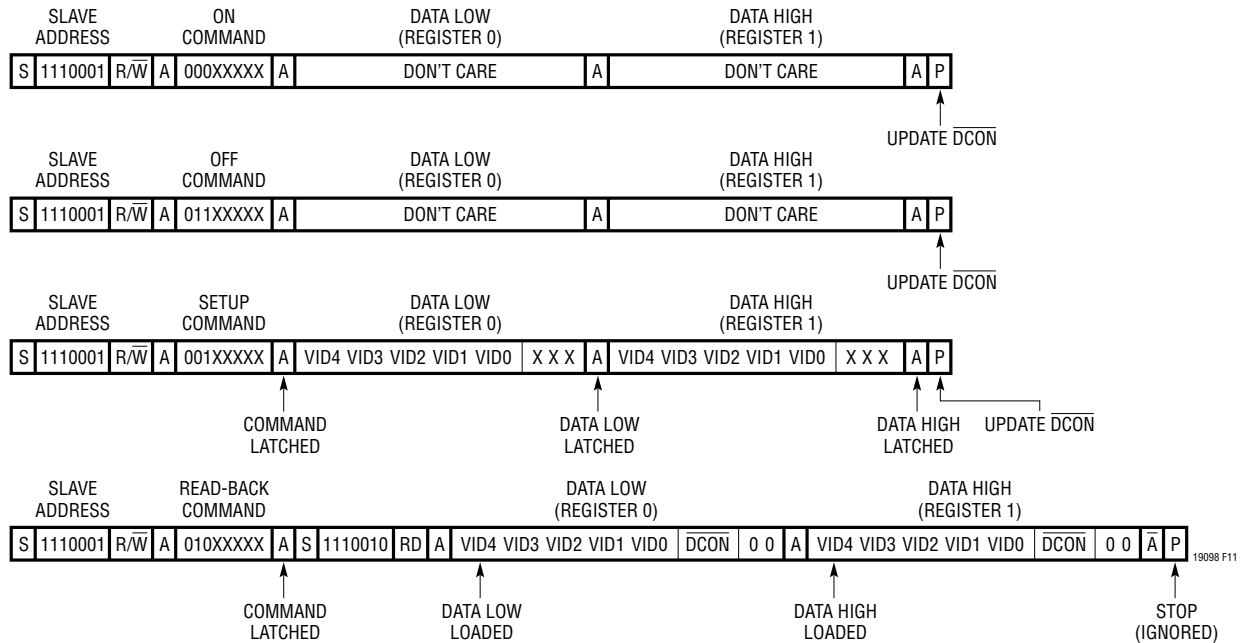 SLAVE ADDRESS ON COMMAND DATA LOW (REGISTER 0) DATA HIGH (REGISTER 1)
S 1110001 R/W̅ A 000XXXXX A DON'T CARE A DON'T CARE A P
UPDATE D̅C̅O̅N̅
SLAVE ADDRESS OFF COMMAND DATA LOW (REGISTER 0) DATA HIGH (REGISTER 1)
S 1110001 R/W̅ A 011XXXXX A DON'T CARE A DON'T CARE A P
UPDATE D̅C̅O̅N̅
SLAVE ADDRESS SETUP COMMAND DATA LOW (REGISTER 0) DATA HIGH (REGISTER 1)
S 1110001 R/W̅ A 001XXXXX A VID4 VID3 VID2 VID1 VID0 X X X A VID4 VID3 VID2 VID1 VID0 X X X A P
COMMAND LATCHED DATA LOW LATCHED DATA HIGH LATCHED UPDATE D̅C̅O̅N̅
SLAVE ADDRESS READ-BACK COMMAND DATA LOW (REGISTER 0) DATA HIGH (REGISTER 1)
S 1110001 R/W̅ A 010XXXXX A S 1110010 RD A VID4 VID3 VID2 VID1 VID0 D̅C̅O̅N̅ 0 0 A VID4 VID3 VID2 VID1 VID0 D̅C̅O̅N̅ 0 0 A̅ P
19098 F11
COMMAND LATCHED DATA LOW LOADED DATA HIGH LOADED STOP (IGNORED)